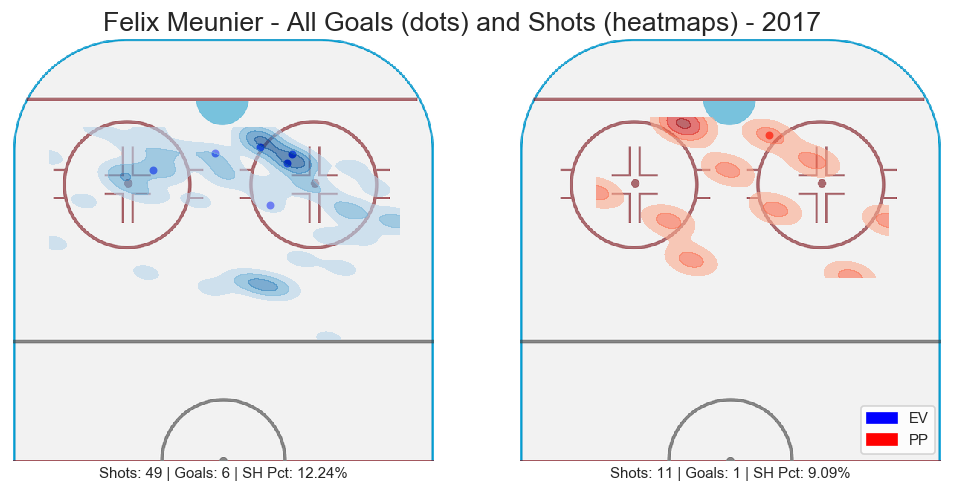 Felix Meunier - All Goals (dots) and Shots (heatmaps) - 2017
EV
PP
Shots: 49 | Goals: 6 | SH Pct: 12.24%
Shots: 11 | Goals: 1 | SH Pct: 9.09%